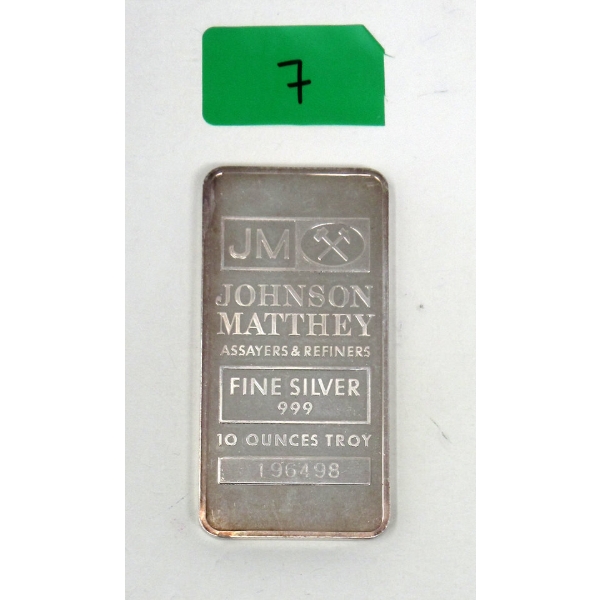 7
JM
JOHNSON
MATTHEY
ASSAYERS & REFINERS
FINE SILVER
999
10 OUNCES TROY
196498